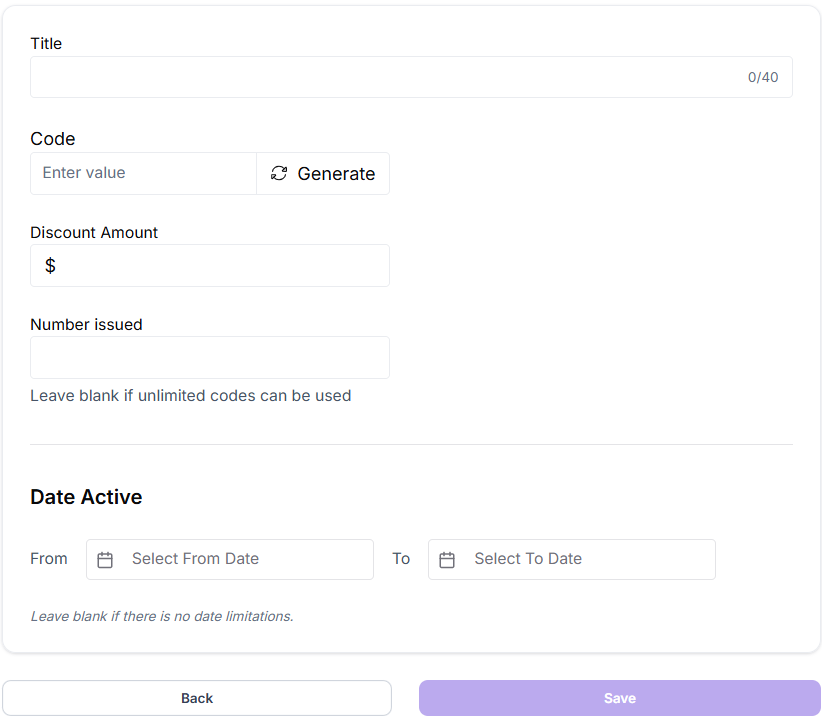 Title
0/40
Code
Enter value Generate
Discount Amount
$
Number issued
Leave blank if unlimited codes can be used
Date Active
From Select From Date To Select To Date
Leave blank if there is no date limitations.
Back Save